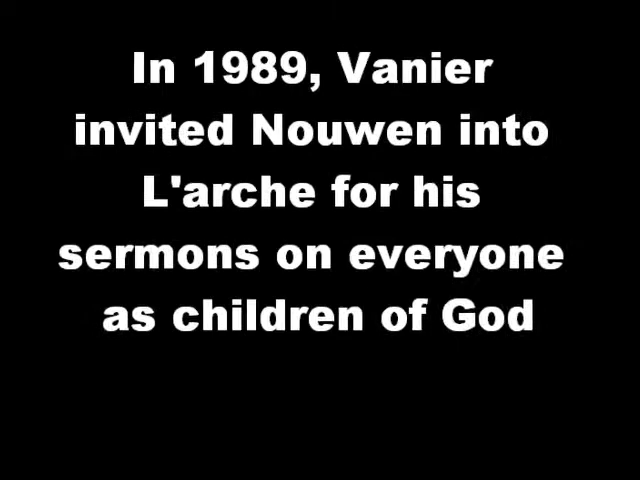 In 1989, Vanier
invited Nouwen into
L'arche for his
sermons on everyone
as children of God